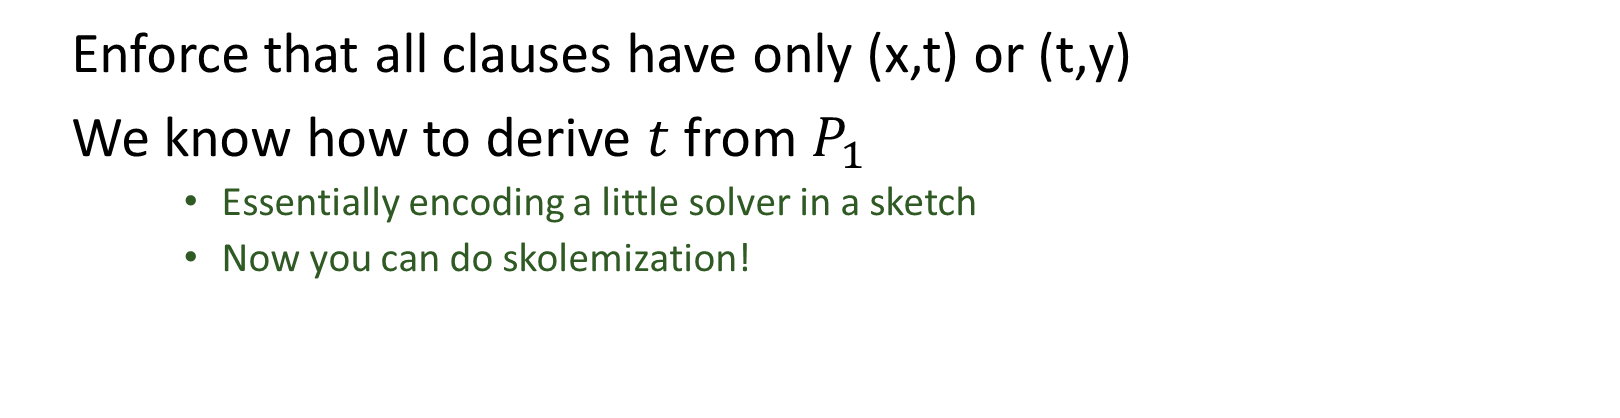 Enforce that all clauses have only (x,t) or (t,y)
We know how to derive t from P₁
• Essentially encoding a little solver in a sketch
• Now you can do skolemization!